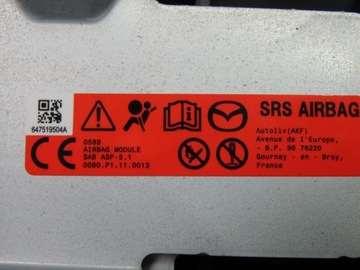 647519504A
SRS AIRBAG
Autoliv(AKF)
Avenue de l'Europe,
- B.P. 99 76220
Gournay - en - Bray,
France
CE
0589
AIRBAG MODULE
SAB ASP-5.1
0080.P1.11.0013